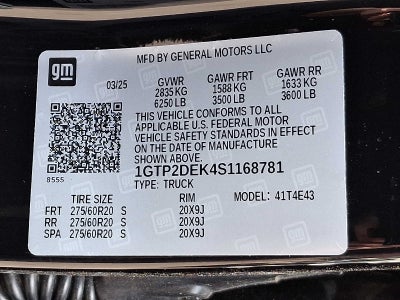 gm
MFD BY GENERAL MOTORS LLC
03/25 GVWR GAWR FRT GAWR RR
2835 KG 1588 KG 1633 KG
6250 LB 3500 LB 3600 LB
THIS VEHICLE CONFORMS TO ALL
APPLICABLE U.S. FEDERAL MOTOR
VEHICLE SAFETY STANDARDS IN EFFECT
ON THE DATE OF MANUFACTURE
SHOWN ABOVE.
8555 1GTP2DEK4S1168781
TYPE: TRUCK
TIRE SIZE RIM MODEL: 41T4E43
FRT 275/60R20 S 20X9J
RR 275/60R20 S 20X9J
SPA 275/60R20 S 20X9J